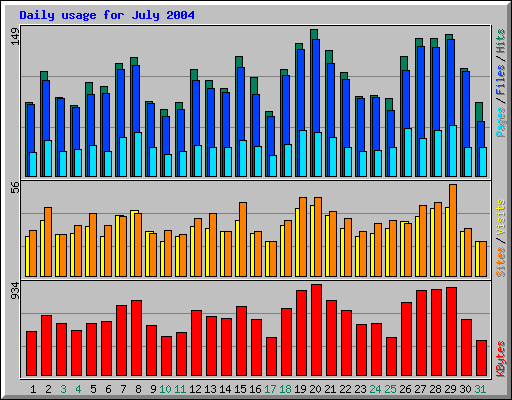 Daily usage for July 2004
149
Pages / Files / Hits
56
Sites / Visits
934
KBytes
1 2 3 4 5 6 7 8 9 10 11 12 13 14 15 16 17 18 19 20 21 22 23 24 25 26 27 28 29 30 31